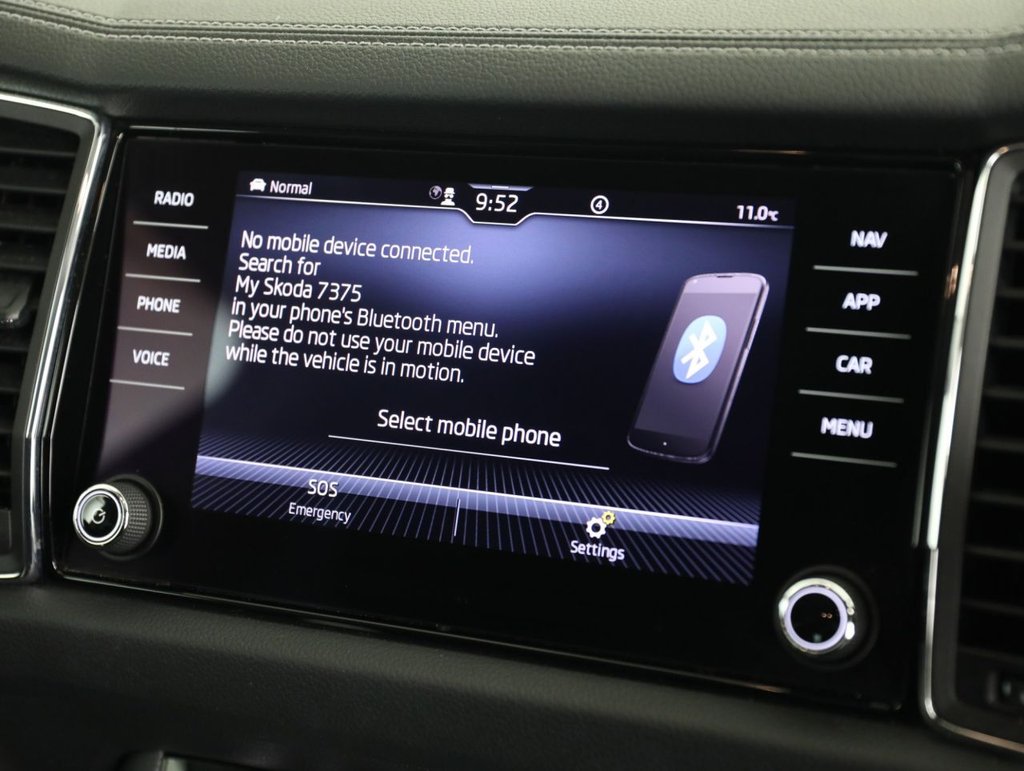 RADIO
MEDIA
PHONE
VOICE
Normal
9:52
4
11.0°C
No mobile device connected.
Search for
My Skoda 7375
in your phone's Bluetooth menu.
Please do not use your mobile device
while the vehicle is in motion.
Select mobile phone
SOS
Emergency
Settings
NAV
APP
CAR
MENU